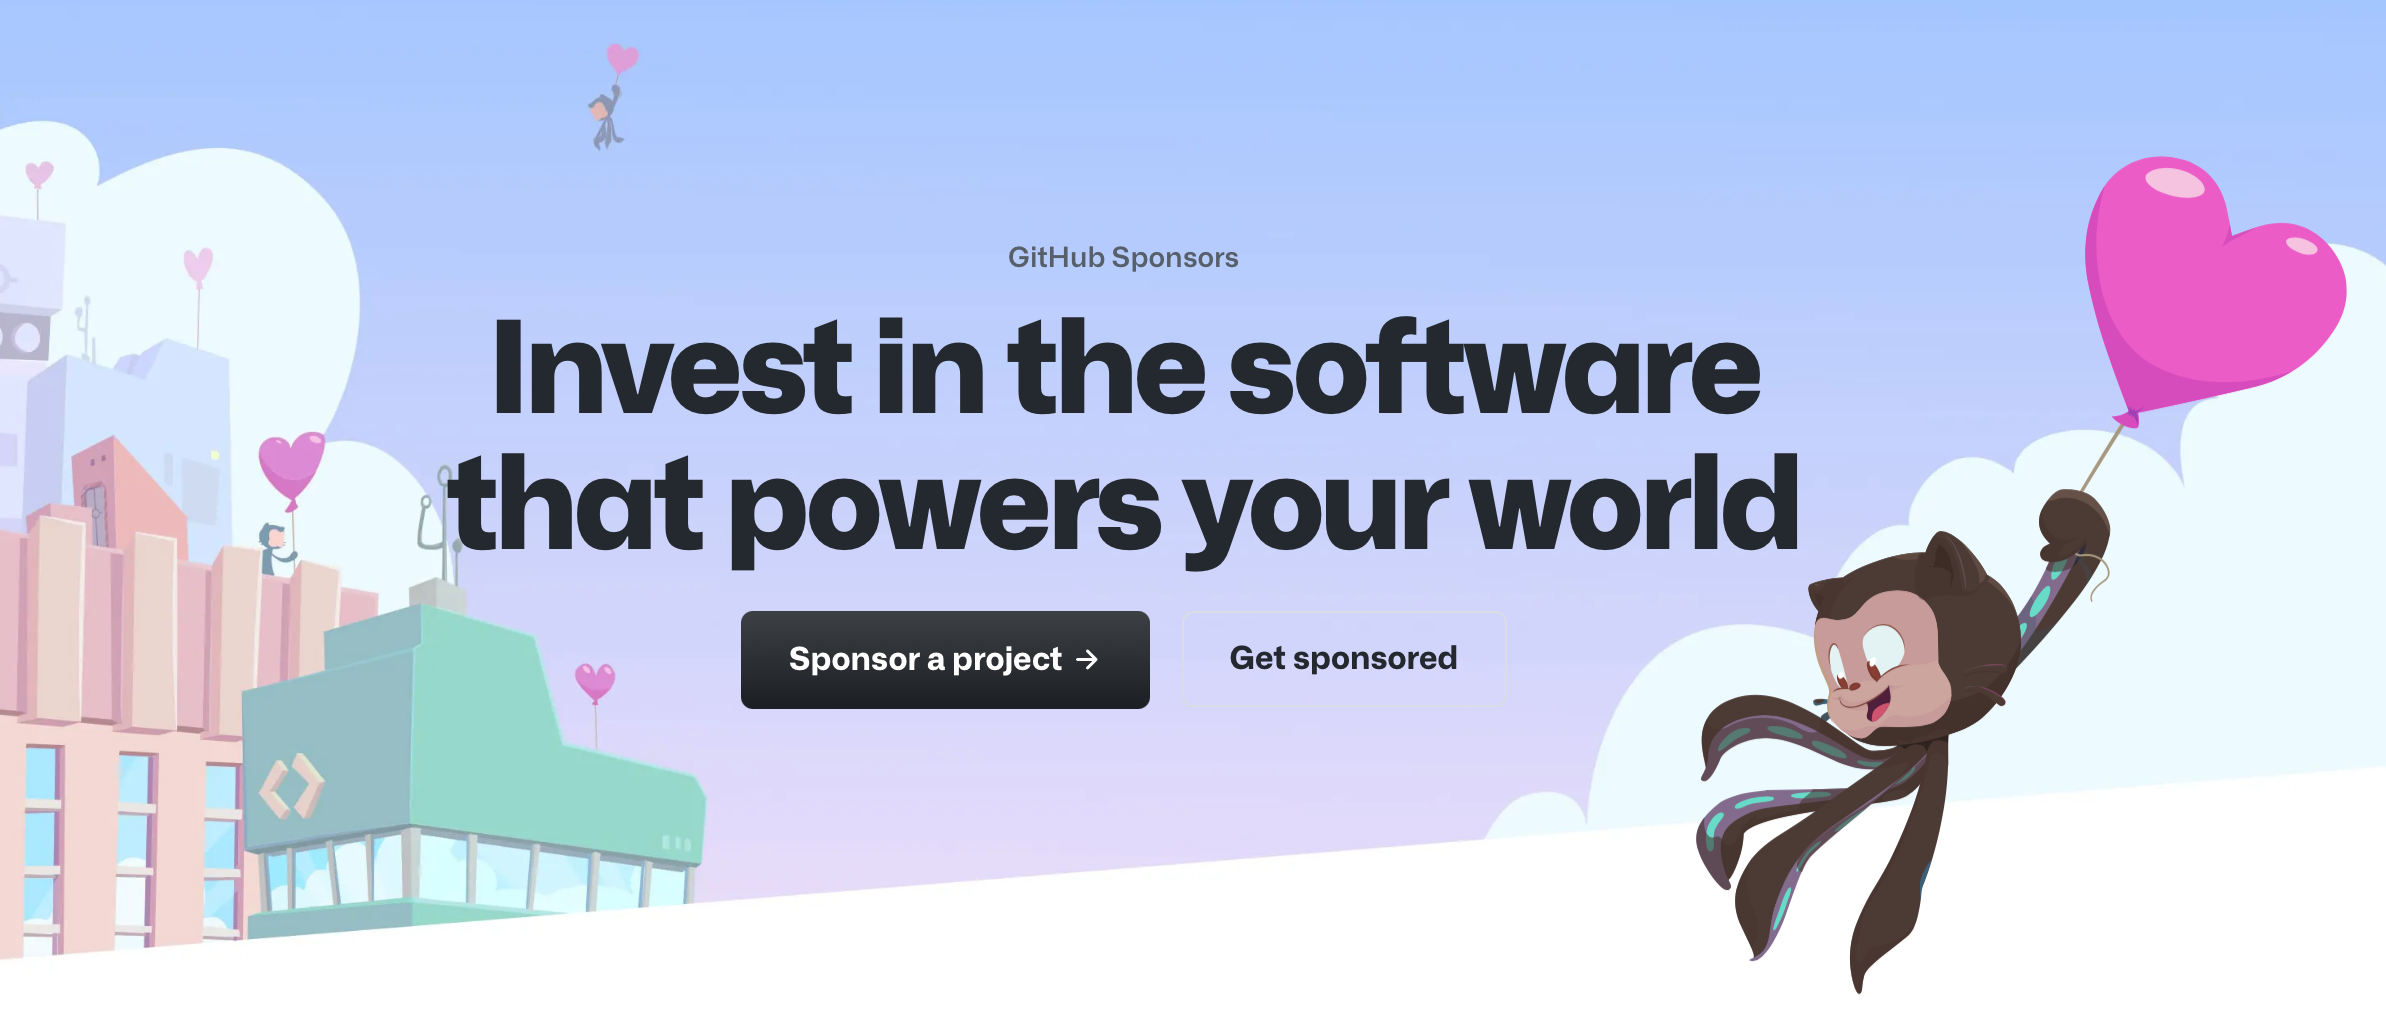 GitHub Sponsors
Invest in the software
that powers your world
Sponsor a project →
Get sponsored